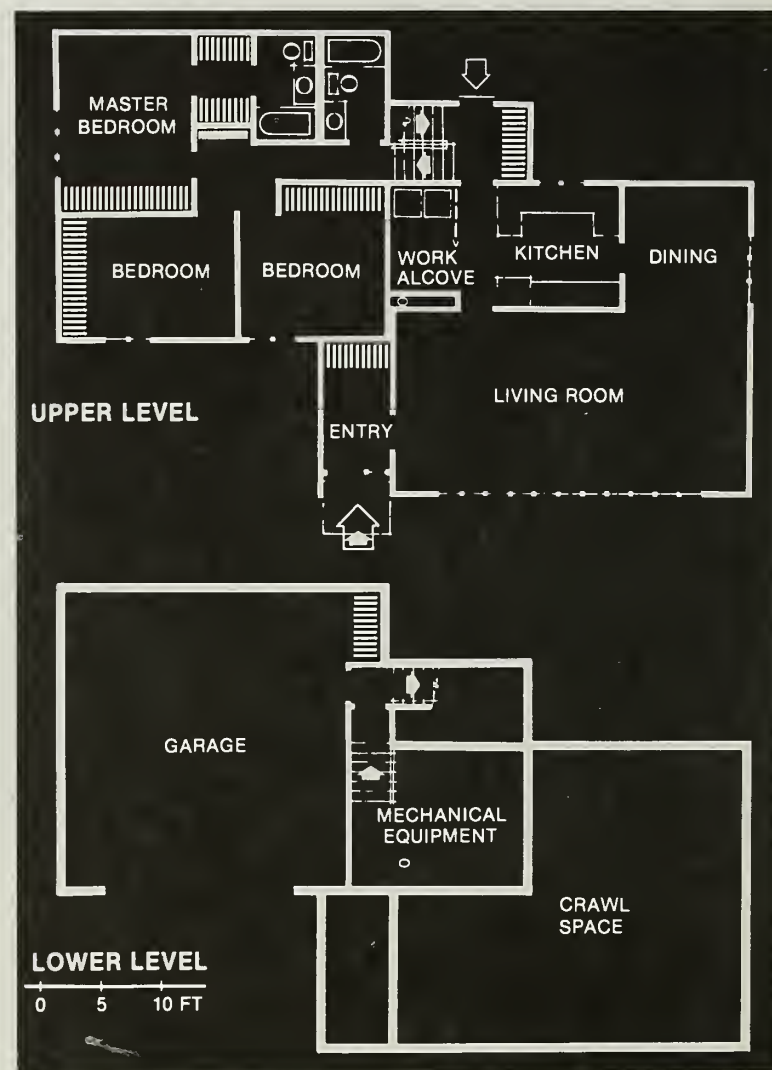 MASTER
BEDROOM
BEDROOM
BEDROOM
WORK
ALCOVE
KITCHEN
DINING
LIVING ROOM
UPPER LEVEL
ENTRY
GARAGE
MECHANICAL
EQUIPMENT
CRAWL
SPACE
LOWER LEVEL
0 5 10 FT